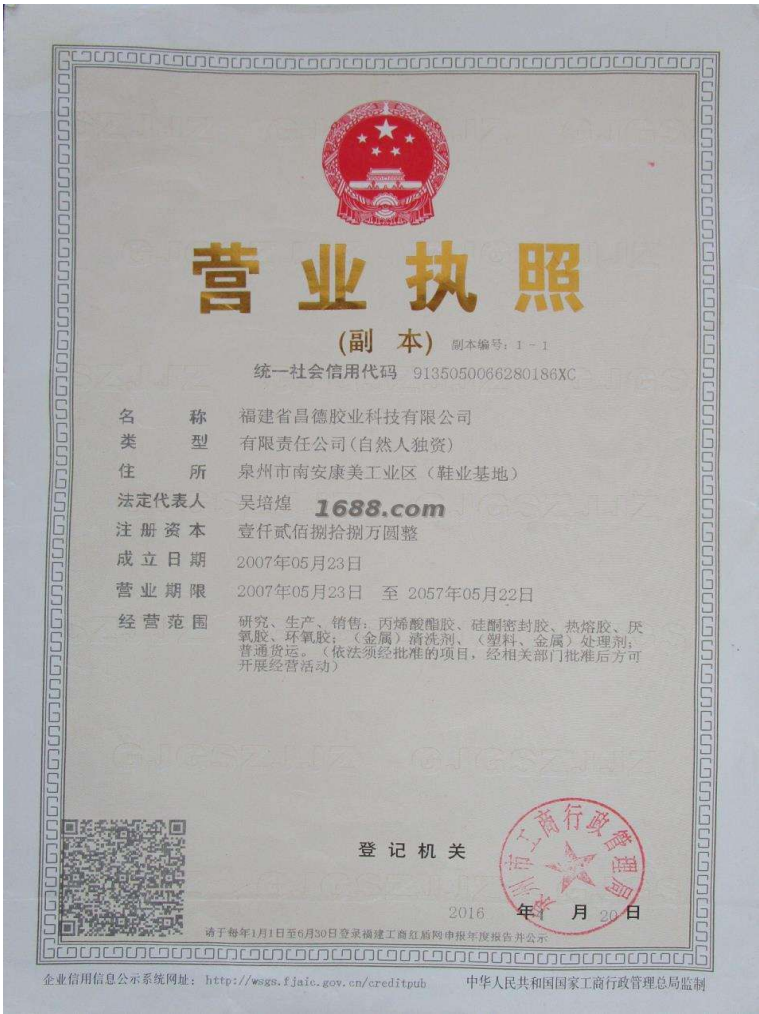 营业执照
(副 本) 副本编号：1-1
统一社会信用代码 9135050066280186XC
名 称 福建省昌德胶业科技有限公司
类 型 有限责任公司(自然人独资)
住 所 泉州市南安康美工业区（鞋业基地）
法定代表人 吴培煌
1688.com
注册资本 壹仟贰佰捌拾捌万圆整
成立日期 2007年05月23日
营业期限 2007年05月23日 至 2057年05月22日
经营范围 研究、生产、销售：丙烯酸酯胶、硅酮密封胶、热熔胶、厌
氧胶、环氧胶；（金属）清洗剂、（塑料、金属）处理剂；
普通货运。（依法须经批准的项目，经相关部门批准后方可
开展经营活动）
登记机关
泉州市工商行政管理局
2016 年 月 20 日
请于每年1月1日至6月30日登录福建工商红盾网申报年度报告并公示
企业信用信息公示系统网址：http://wsgs.fjaic.gov.cn/creditpub
中华人民共和国国家工商行政管理总局监制